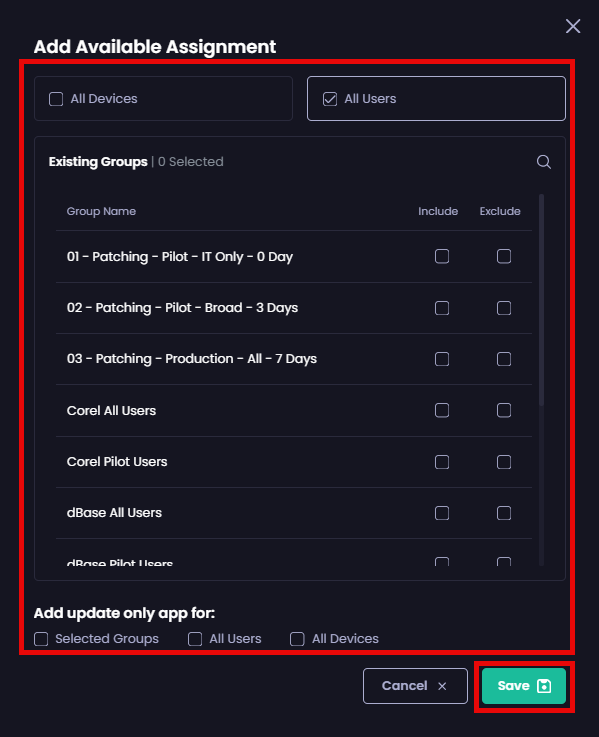 Add Available Assignment
All Devices
All Users
Existing Groups | 0 Selected
Group Name Include Exclude
01 - Patching - Pilot - IT Only - 0 Day
02 - Patching - Pilot - Broad - 3 Days
03 - Patching - Production - All - 7 Days
Corel All Users
Corel Pilot Users
dBase All Users
dBase Pilot Users
Add update only app for:
Selected Groups All Users All Devices
Cancel Save